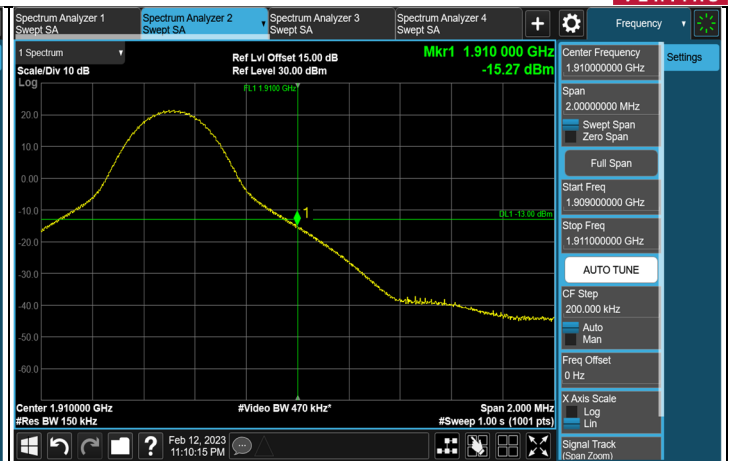 Spectrum Analyzer 1
Swept SA
Spectrum Analyzer 2
Swept SA
Spectrum Analyzer 3
Swept SA
Spectrum Analyzer 4
Swept SA
+
Frequency
1 Spectrum
Scale/Div 10 dB
Log
Ref Lvl Offset 15.00 dB
Ref Level 30.00 dBm
Mkr1 1.910 000 GHz
-15.27 dBm
FL1 1.9100 GHz
20.0
10.0
0.00
-10.0
-20.0
-30.0
-40.0
-50.0
-60.0
1
DL1 -13.00 dBm
Center 1.910000 GHz
#Res BW 150 kHz
#Video BW 470 kHz*
Span 2.000 MHz
#Sweep 1.00 s (1001 pts)
Center Frequency
1.910000000 GHz
Settings
Span
2.00000000 MHz
Swept Span
Zero Span
Full Span
Start Freq
1.909000000 GHz
Stop Freq
1.911000000 GHz
AUTO TUNE
CF Step
200.000 kHz
Auto
Man
Freq Offset
0 Hz
X Axis Scale
Log
Lin
Signal Track
(Span Zoom)
?
Feb 12, 2023
11:10:15 PM